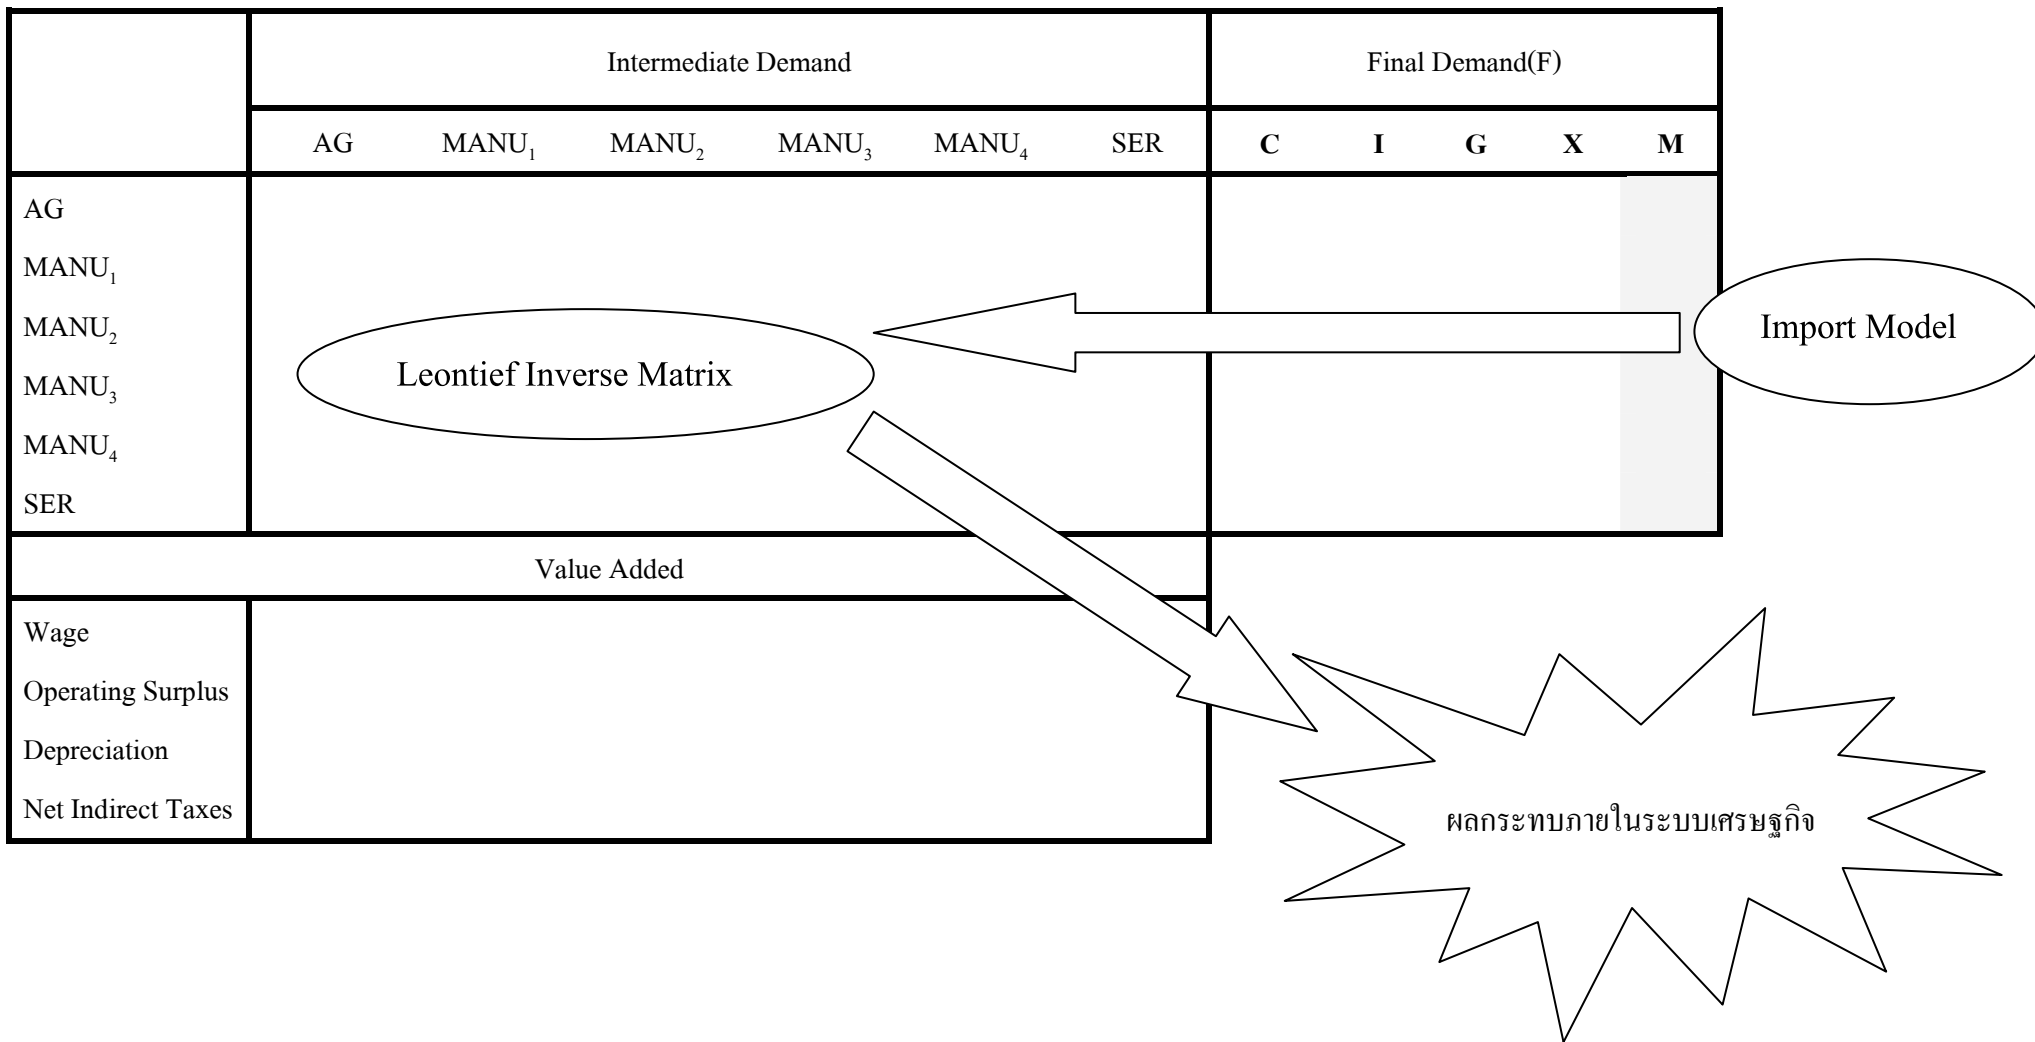 Intermediate Demand Final Demand(F)
AG MANU₁ MANU₂ MANU₃ MANU₄ SER C I G X M
AG
MANU₁
MANU₂
MANU₃
MANU₄
SER
Leontief Inverse Matrix
Import Model
Value Added
Wage
Operating Surplus
Depreciation
Net Indirect Taxes
ผลกระทบภายในระบบเศรษฐกิจ